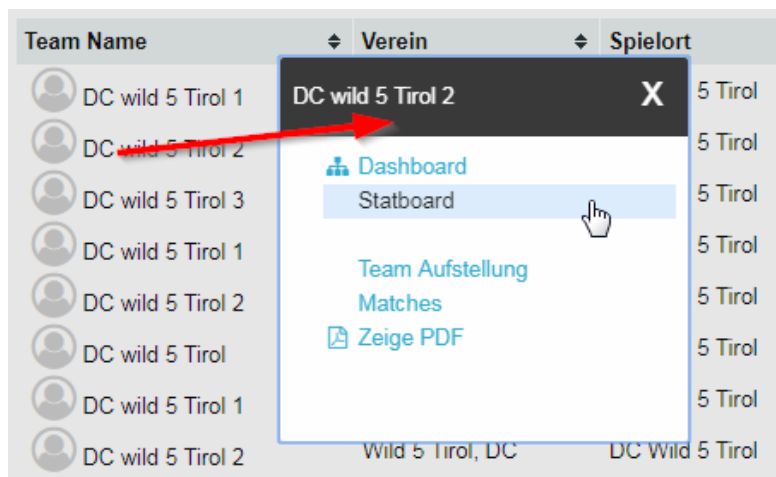 Team Name Verein Spielort
DC wild 5 Tirol 1 5 Tirol
DC wild 5 Tirol 2 5 Tirol
DC wild 5 Tirol 3 5 Tirol
DC wild 5 Tirol 1 5 Tirol
DC wild 5 Tirol 2 5 Tirol
DC wild 5 Tirol 5 Tirol
DC wild 5 Tirol 1 5 Tirol
DC wild 5 Tirol 2 Wild 5 Tirol, DC DC Wild 5 Tirol
DC wild 5 Tirol 2 X
Dashboard
Statboard
Team Aufstellung
Matches
Zeige PDF